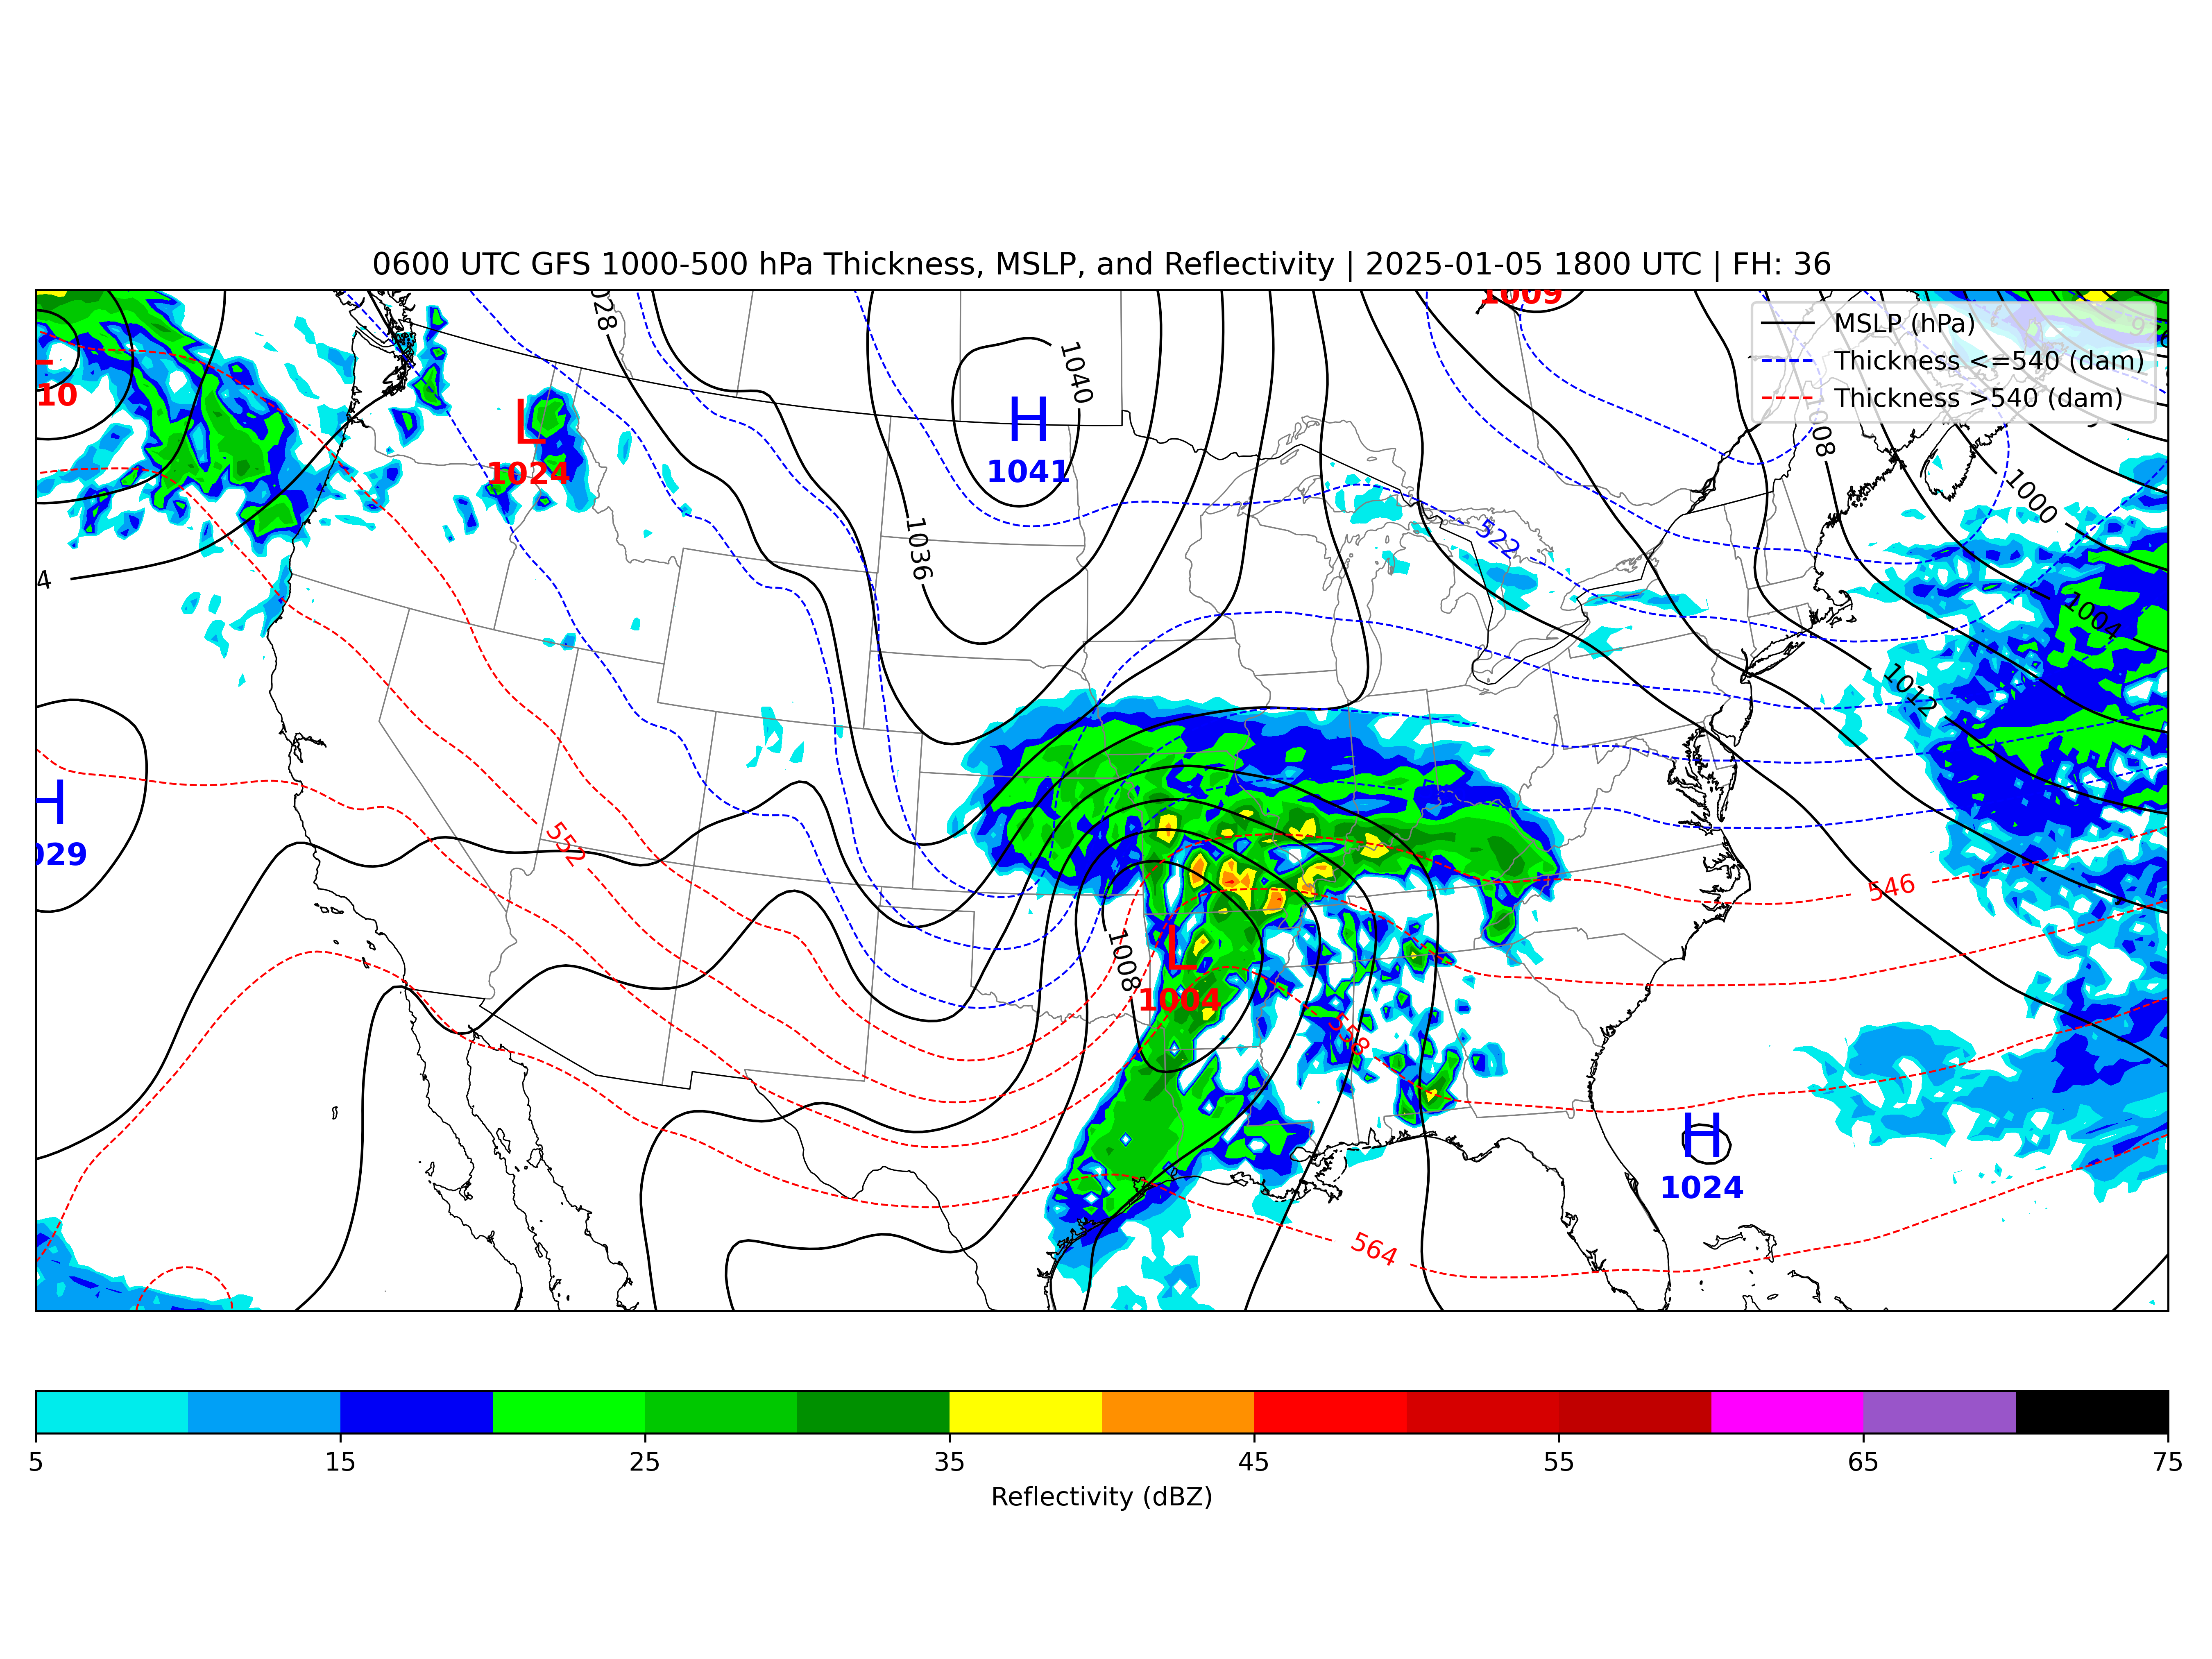 0600 UTC GFS 1000-500 hPa Thickness, MSLP, and Reflectivity | 2025-01-05 1800 UTC | FH: 36
1009
MSLP (hPa)
Thickness <=540 (dam)
Thickness >540 (dam)
028
1040
1008
10
L
1024
H
1041
1000
1036
522
4
1004
1012
H
029
552
546
1008
L
1004
558
H
1024
564
5 15 25 35 45 55 65 75
Reflectivity (dBZ)